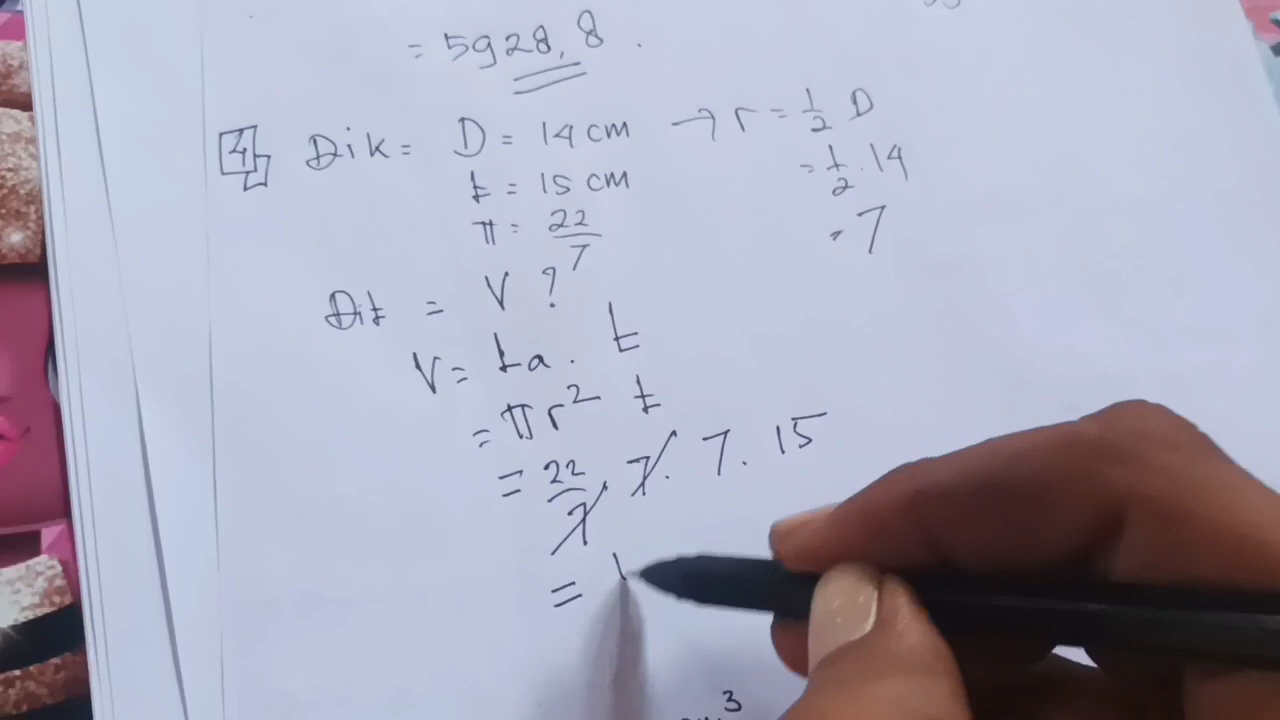 = 5928,8.
4 Dik = D = 14 cm → r = 1/2 D
t = 15 cm = 1/2 . 14
π = 22/7 = 7
Dit = V ?
V = La . t
= π r² t
= 22/7 . 7 . 7 . 15
=
3